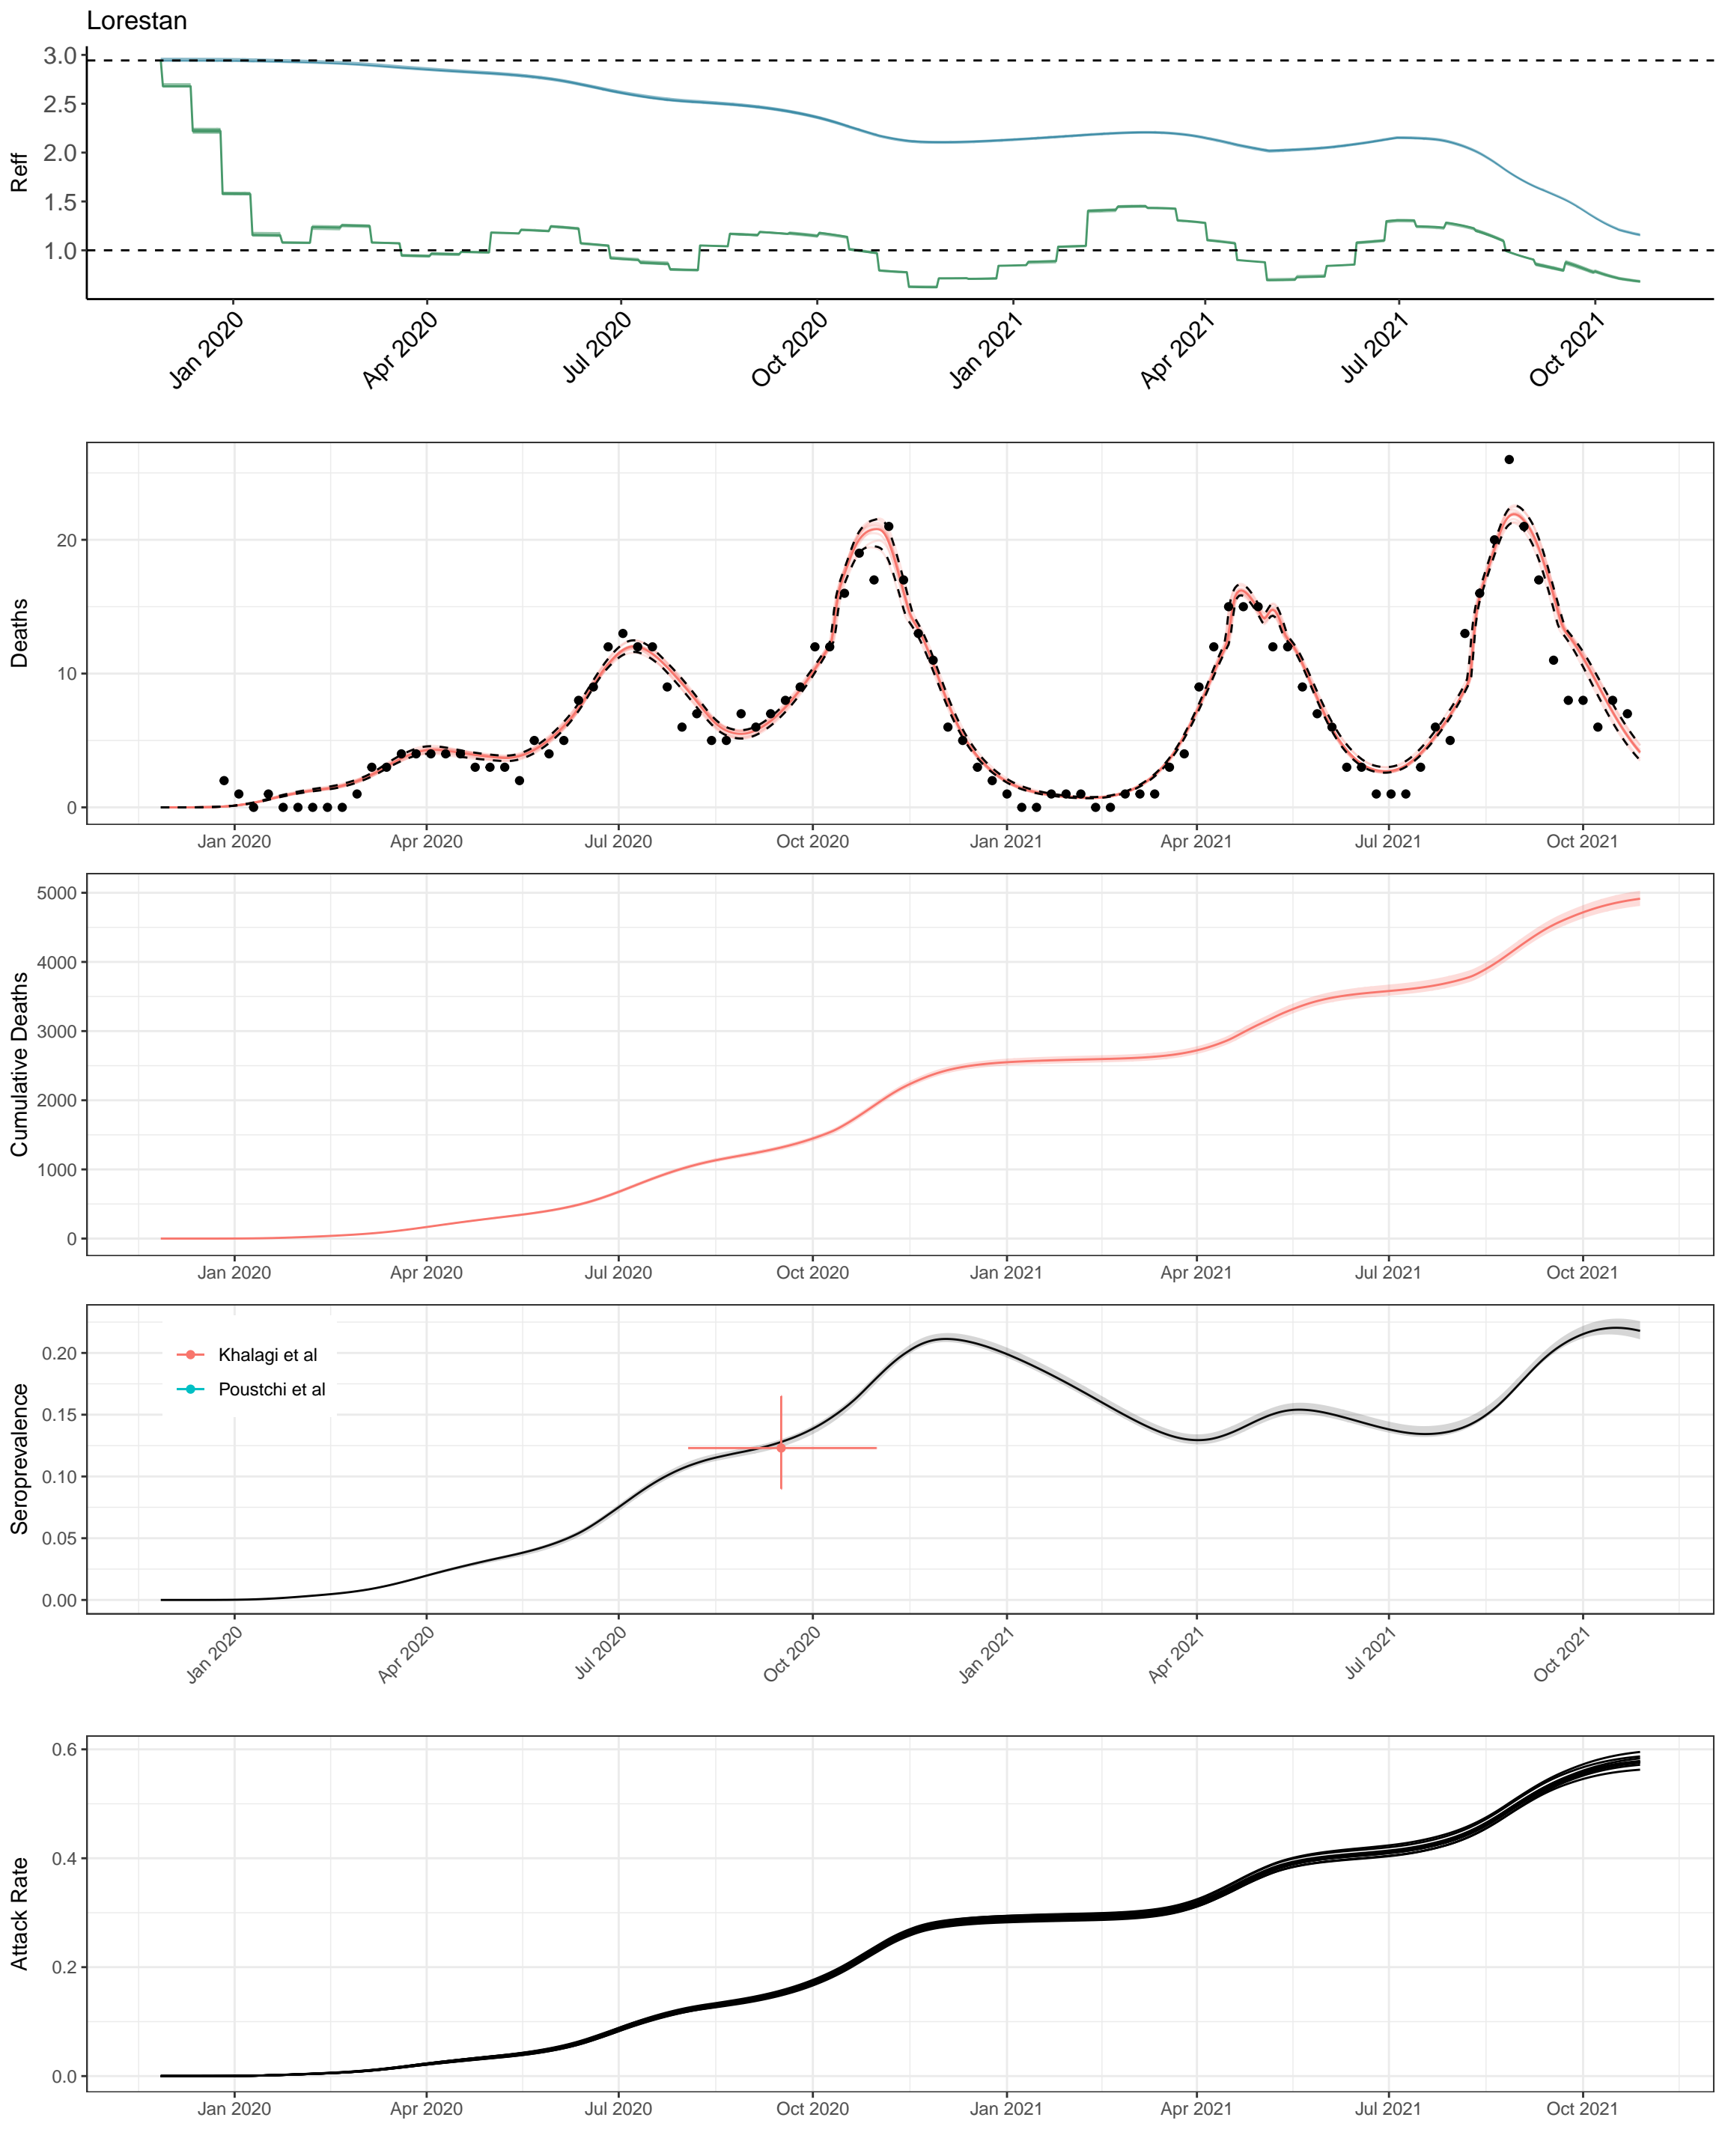 Lorestan
Reff
3.0
2.5
2.0
1.5
1.0
Jan 2020
Apr 2020
Jul 2020
Oct 2020
Jan 2021
Apr 2021
Jul 2021
Oct 2021
Deaths
20
10
0
Jan 2020
Apr 2020
Jul 2020
Oct 2020
Jan 2021
Apr 2021
Jul 2021
Oct 2021
Cumulative Deaths
5000
4000
3000
2000
1000
0
Jan 2020
Apr 2020
Jul 2020
Oct 2020
Jan 2021
Apr 2021
Jul 2021
Oct 2021
Seroprevalence
0.20
0.15
0.10
0.05
0.00
Khalagi et al
Poustchi et al
Jan 2020
Apr 2020
Jul 2020
Oct 2020
Jan 2021
Apr 2021
Jul 2021
Oct 2021
Attack Rate
0.6
0.4
0.2
0.0
Jan 2020
Apr 2020
Jul 2020
Oct 2020
Jan 2021
Apr 2021
Jul 2021
Oct 2021